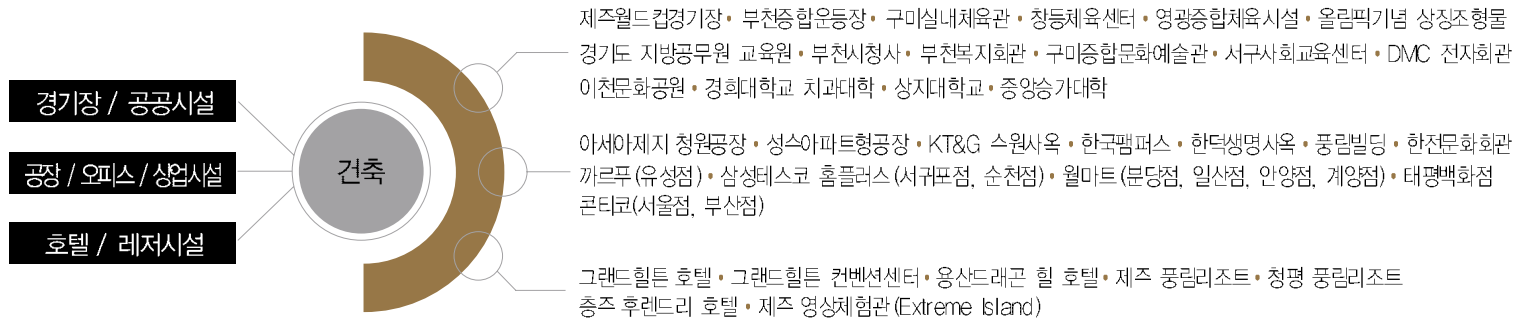 경기장 / 공공시설
공장 / 오피스 / 상업시설
호텔 / 레저시설
건축
제주월드컵경기장 • 부천종합운동장 • 구미실내체육관 • 창동체육센터 • 영광종합체육시설 • 올림픽기념 상징조형물
경기도 지방공무원 교육원 • 부천시청사 • 부천복지회관 • 구미종합문화예술관 • 서구사회교육센터 • DMC 전자회관
이천문화공원 • 경희대학교 치과대학 • 상지대학교 • 중앙승가대학
아세아제지 청원공장 • 성수아파트형공장 • KT&G 수원사옥 • 한국팸퍼스 • 한덕생명사옥 • 풍림빌딩 • 한전문화회관
까르푸(유성점) • 삼성테스코 홈플러스(서귀포점, 순천점) • 월마트(분당점, 일산점, 안양점, 계양점) • 태평백화점
콘티코(서울점, 부산점)
그랜드힐튼 호텔 • 그랜드힐튼 컨벤션센터 • 용산드래곤 힐 호텔 • 제주 풍림리조트 • 청평 풍림리조트
충주 후렌드리 호텔 • 제주 영상체험관(Extreme Island)